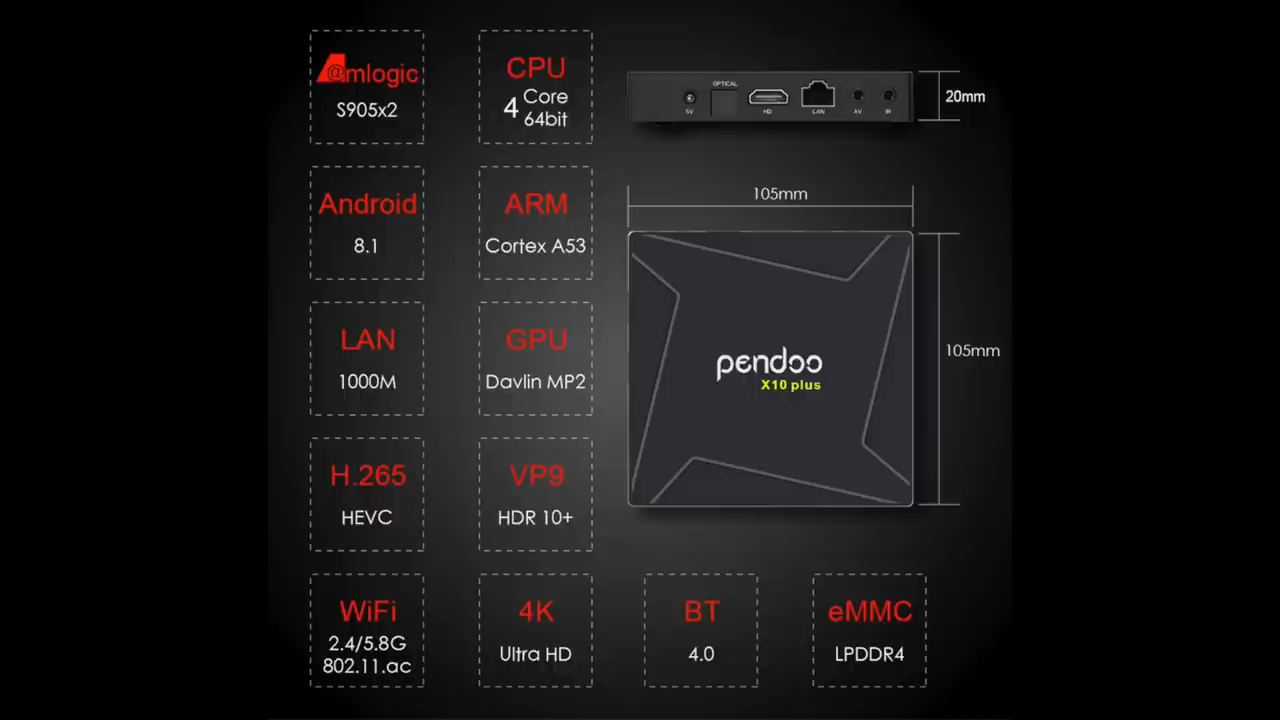 @mlogic
S905x2
CPU
4 Core
64bit
OPTICAL
5V
HD
LAN
AV
IR
20mm
Android
8.1
ARM
Cortex A53
105mm
LAN
1000M
GPU
Davlin MP2
pendoo
X10 plus
105mm
H.265
HEVC
VP9
HDR 10+
WiFi
2.4/5.8G
802.11.ac
4K
Ultra HD
BT
4.0
eMMC
LPDDR4